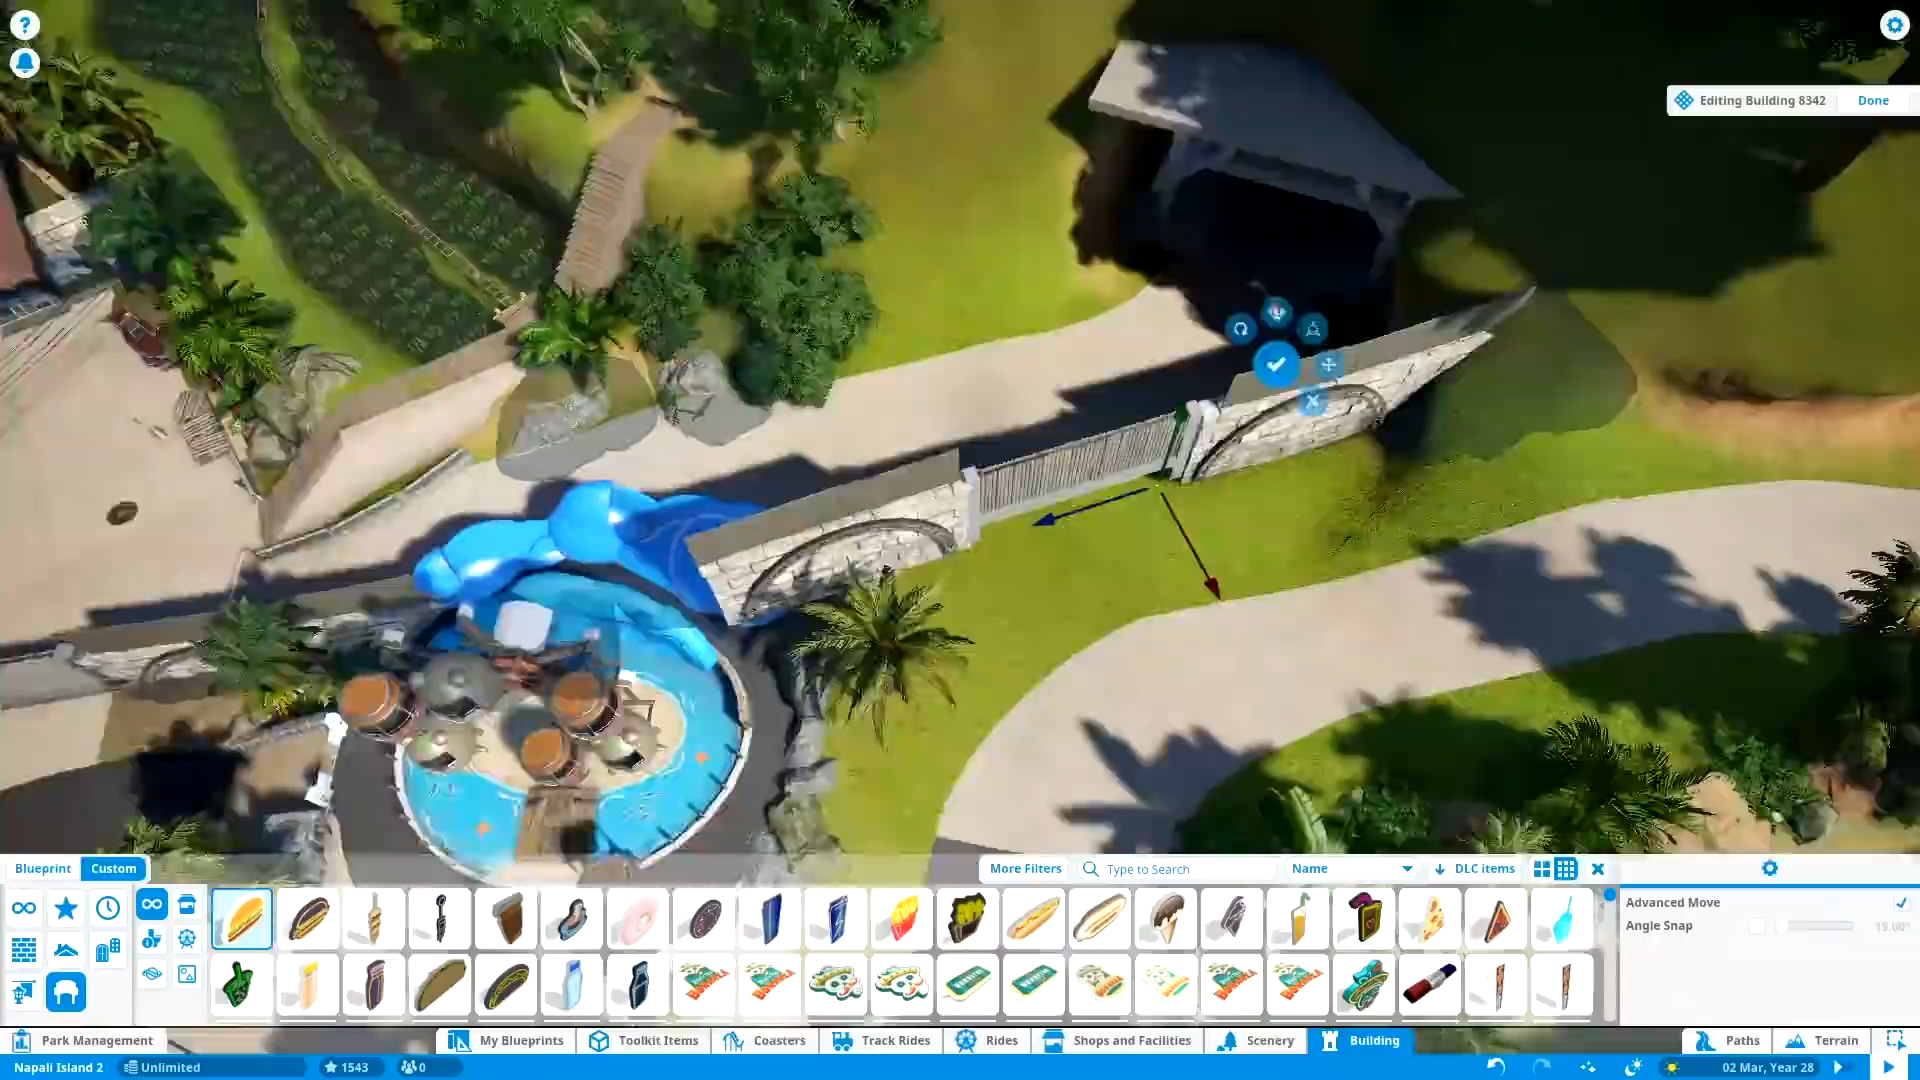 ?
Editing Building 8342 Done
Blueprint Custom More Filters Type to Search Name DLC items
Advanced Move
Angle Snap 15.00°
Park Management My Blueprints Toolkit Items Coasters Track Rides Rides Shops and Facilities Scenery Building Paths Terrain
Napali Island 2 Unlimited 1543 0 02 Mar, Year 28